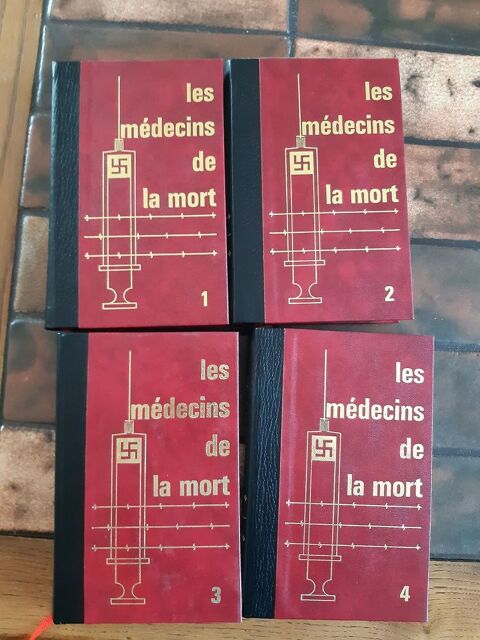 les
médecins
de
la mort
1
les
médecins
de
la mort
2
les
médecins
de
la mort
3
les
médecins
de
la mort
4